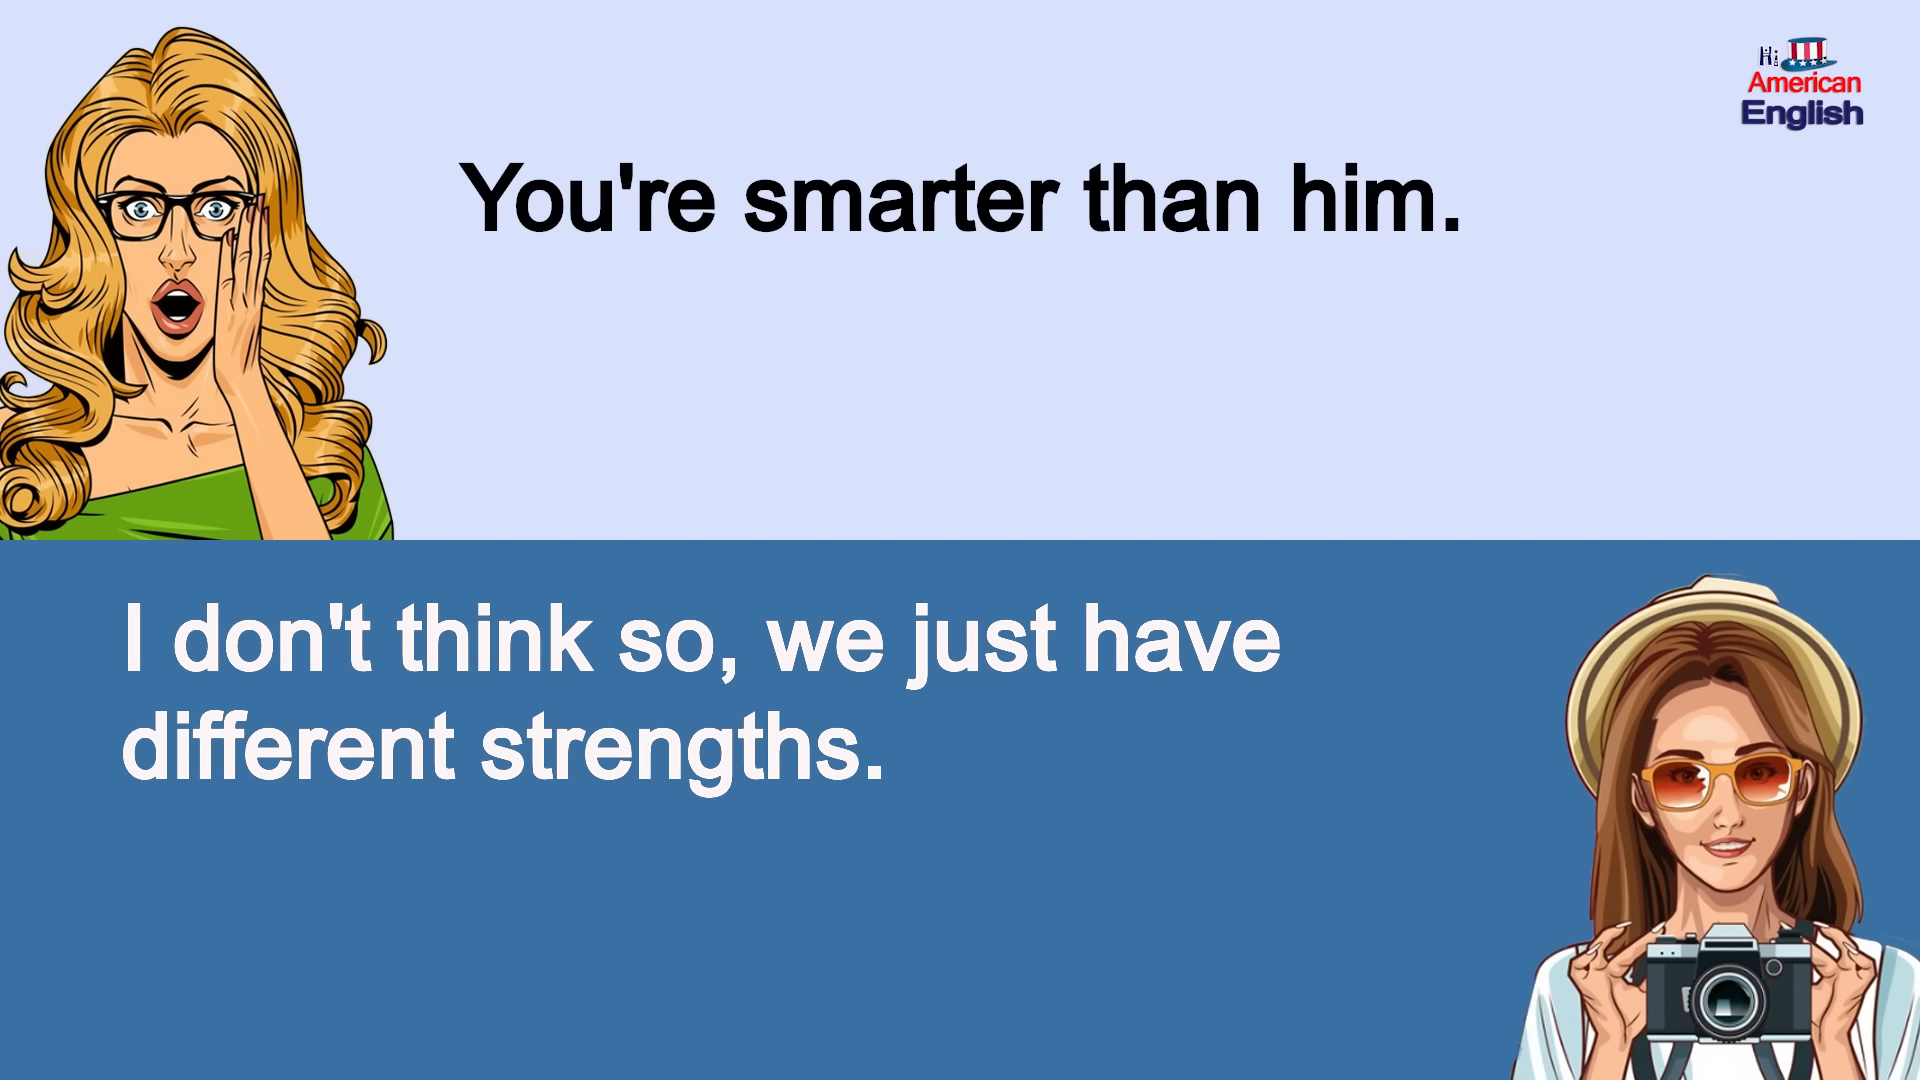 Hi
American
English
You're smarter than him.
I don't think so, we just have
different strengths.